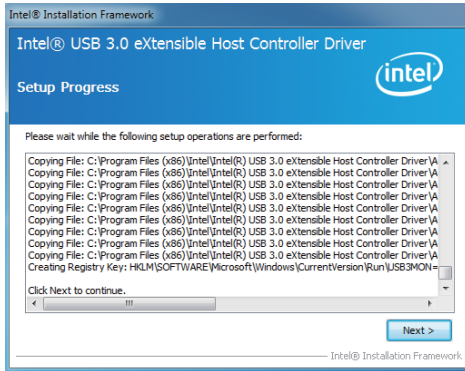 Intel® Installation Framework
Intel® USB 3.0 eXtensible Host Controller Driver
intel
Setup Progress
Please wait while the following setup operations are performed:
Copying File: C:\Program Files (x86)\Intel\Intel(R) USB 3.0 eXtensible Host Controller Driver\A
Copying File: C:\Program Files (x86)\Intel\Intel(R) USB 3.0 eXtensible Host Controller Driver\A
Copying File: C:\Program Files (x86)\Intel\Intel(R) USB 3.0 eXtensible Host Controller Driver\A
Copying File: C:\Program Files (x86)\Intel\Intel(R) USB 3.0 eXtensible Host Controller Driver\A
Copying File: C:\Program Files (x86)\Intel\Intel(R) USB 3.0 eXtensible Host Controller Driver\A
Copying File: C:\Program Files (x86)\Intel\Intel(R) USB 3.0 eXtensible Host Controller Driver\A
Copying File: C:\Program Files (x86)\Intel\Intel(R) USB 3.0 eXtensible Host Controller Driver\A
Copying File: C:\Program Files (x86)\Intel\Intel(R) USB 3.0 eXtensible Host Controller Driver\A
Copying File: C:\Program Files (x86)\Intel\Intel(R) USB 3.0 eXtensible Host Controller Driver\A
Creating Registry Key: HKLM\SOFTWARE\Microsoft\Windows\CurrentVersion\Run\USB3MON=
Click Next to continue.
Next >
Intel® Installation Framework